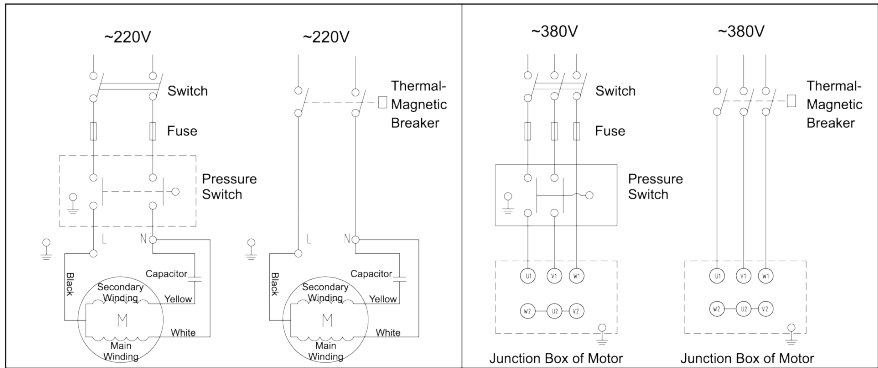 ~220V
Switch
Fuse
Pressure
Switch
L
N
Black
Capacitor
Secondary
Winding
Yellow
M
White
Main
Winding
~220V
Thermal-
Magnetic
Breaker
L
N
Black
Capacitor
Secondary
Winding
Yellow
M
White
Main
Winding
~380V
Switch
Fuse
Pressure
Switch
U1 V1 W1
W2 U2 V2
Junction Box of Motor
~380V
Thermal-
Magnetic
Breaker
U1 V1 W1
W2 U2 V2
Junction Box of Motor